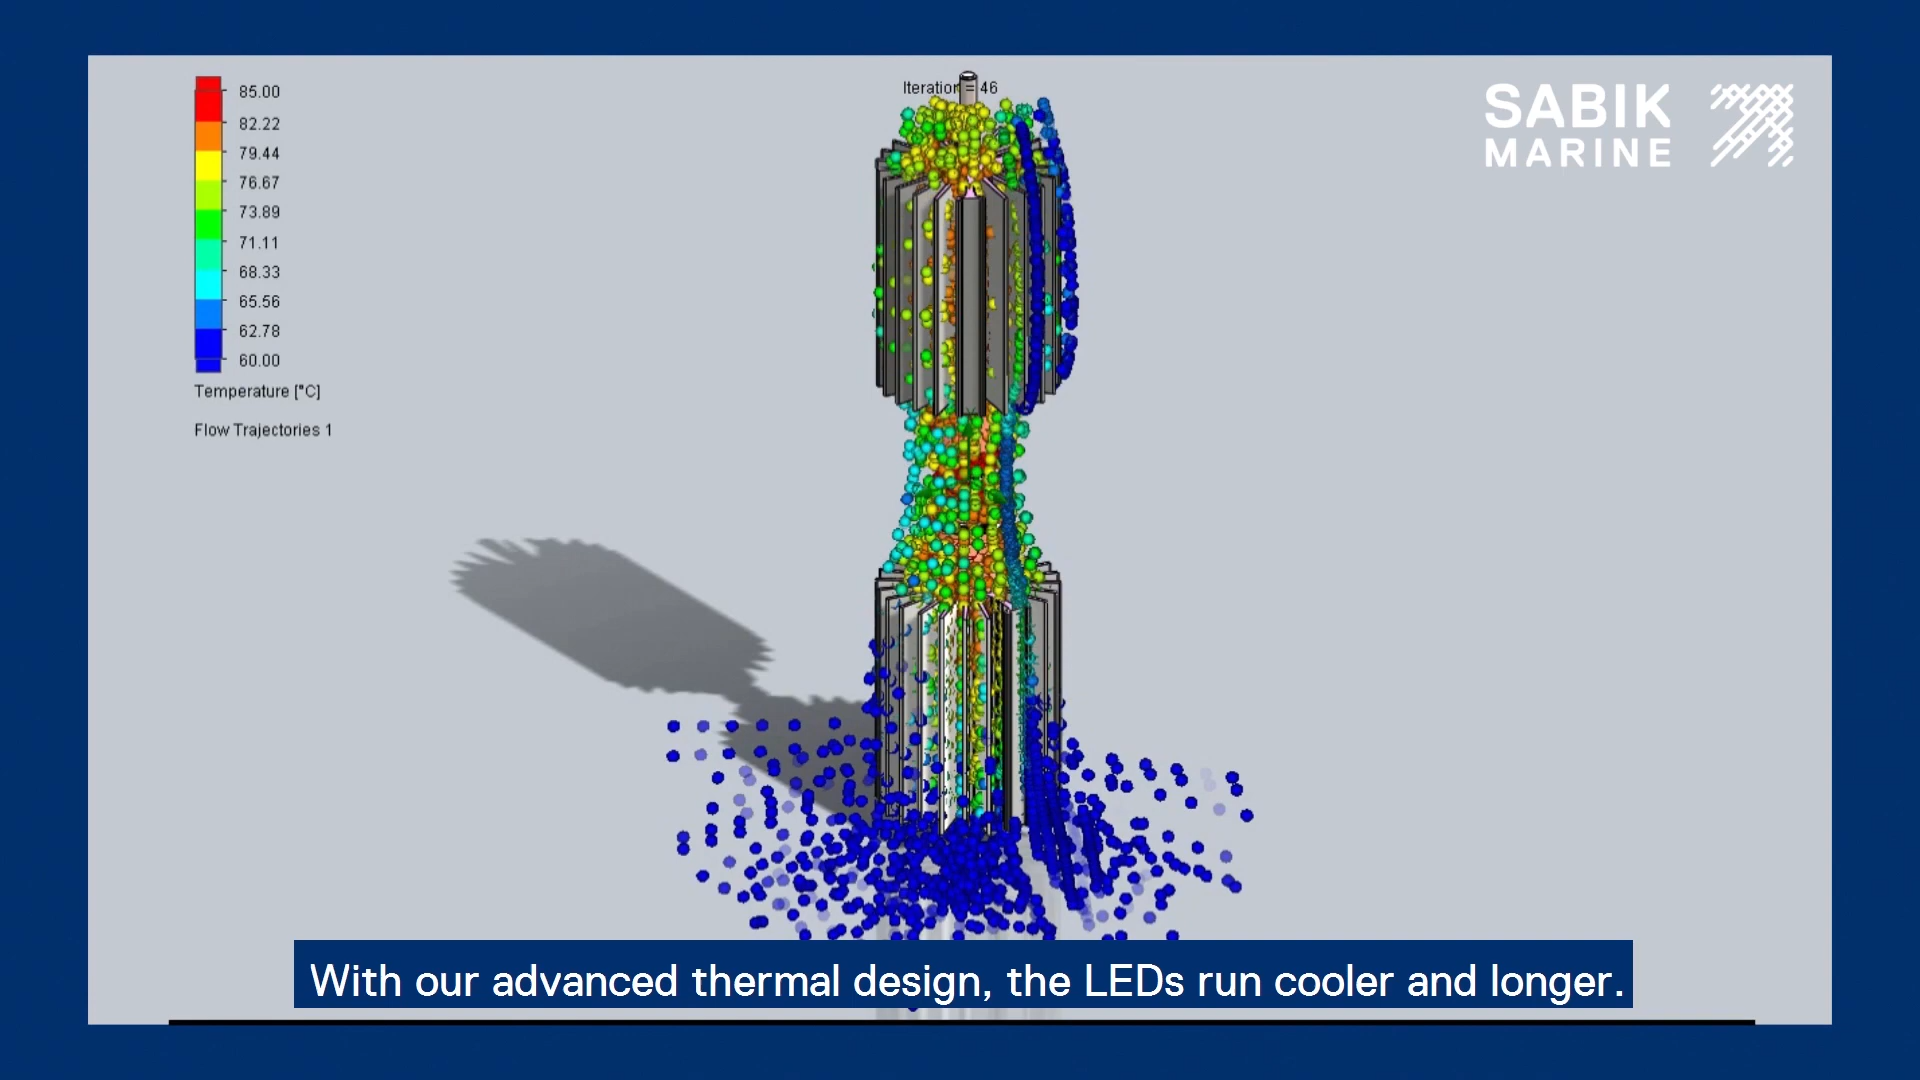 Iteration = 46
85.00
82.22
79.44
76.67
73.89
71.11
68.33
65.56
62.78
60.00
Temperature [°C]
Flow Trajectories 1
SABIK
MARINE
With our advanced thermal design, the LEDs run cooler and longer.